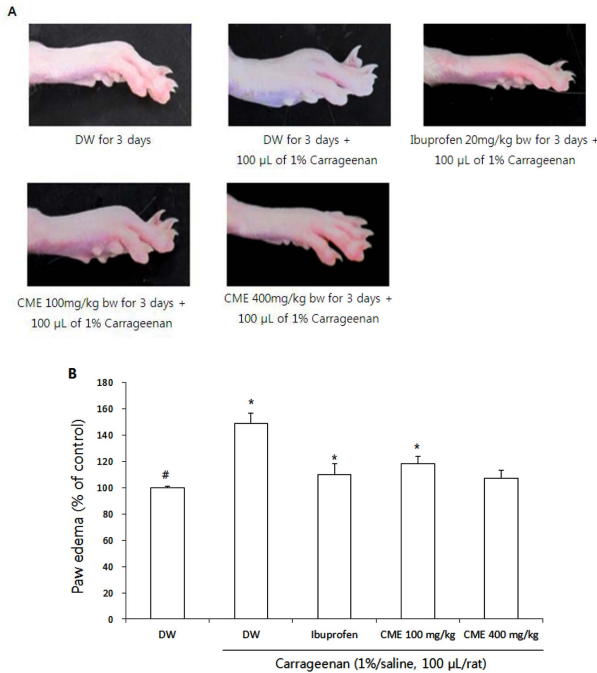 A
DW for 3 days
DW for 3 days +
100 µL of 1% Carrageenan
Ibuprofen 20mg/kg bw for 3 days +
100 µL of 1% Carrageenan
CME 100mg/kg bw for 3 days +
100 µL of 1% Carrageenan
CME 400mg/kg bw for 3 days +
100 µL of 1% Carrageenan
B
Paw edema (% of control)
180
160
140
120
100
80
60
40
20
0
#
*
*
*
DW
DW
Ibuprofen
CME 100 mg/kg
CME 400 mg/kg
Carrageenan (1%/saline, 100 µL/rat)